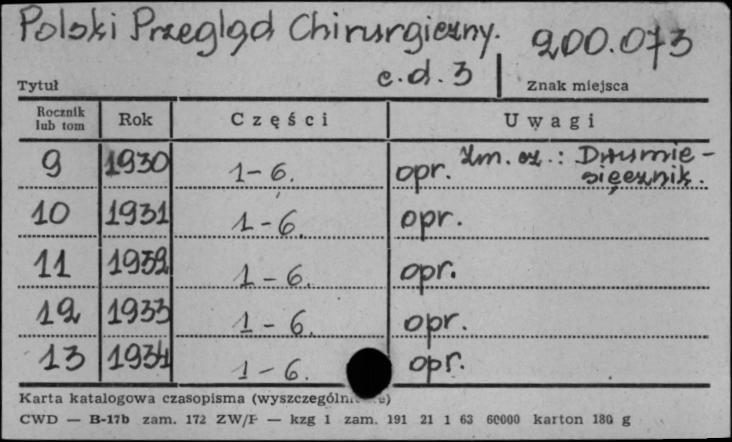 Polski Przegląd Chirurgiczny. 200.073
c.d. 3
Tytuł Znak miejsca
Rocznik lub tom Rok Części Uwagi
9 1930 1-6. opr. Zm. cz.: Dwumie-
sięcznik.
10 1931 1-6. opr.
11 1932 1-6. opr.
12 1933 1-6. opr.
13 1934 1-6. opr.
Karta katalogowa czasopisma
CWD — B-17b zam. 172 — kzg 1 zam. 191 21 1 63 60000 karton 180 g